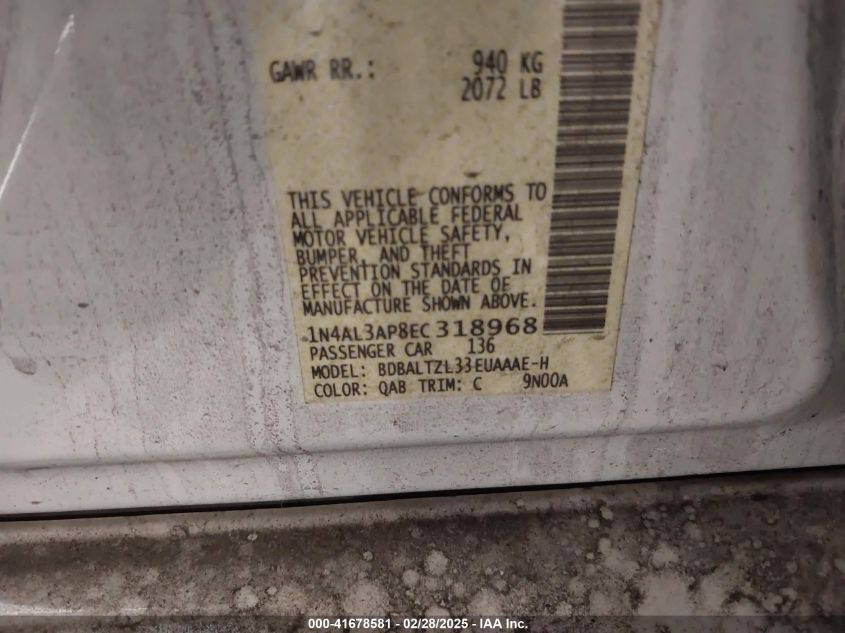 GAWR RR.: 940 KG
2072 LB
THIS VEHICLE CONFORMS TO
ALL APPLICABLE FEDERAL
MOTOR VEHICLE SAFETY,
BUMPER, AND THEFT
PREVENTION STANDARDS IN
EFFECT ON THE DATE OF
MANUFACTURE SHOWN ABOVE.
1N4AL3AP8EC318968
PASSENGER CAR 136
MODEL: BDBALTZL33EUAAAE-H
COLOR: QAB TRIM: C 9N00A
000-41678581 - 02/28/2025 - IAA Inc.